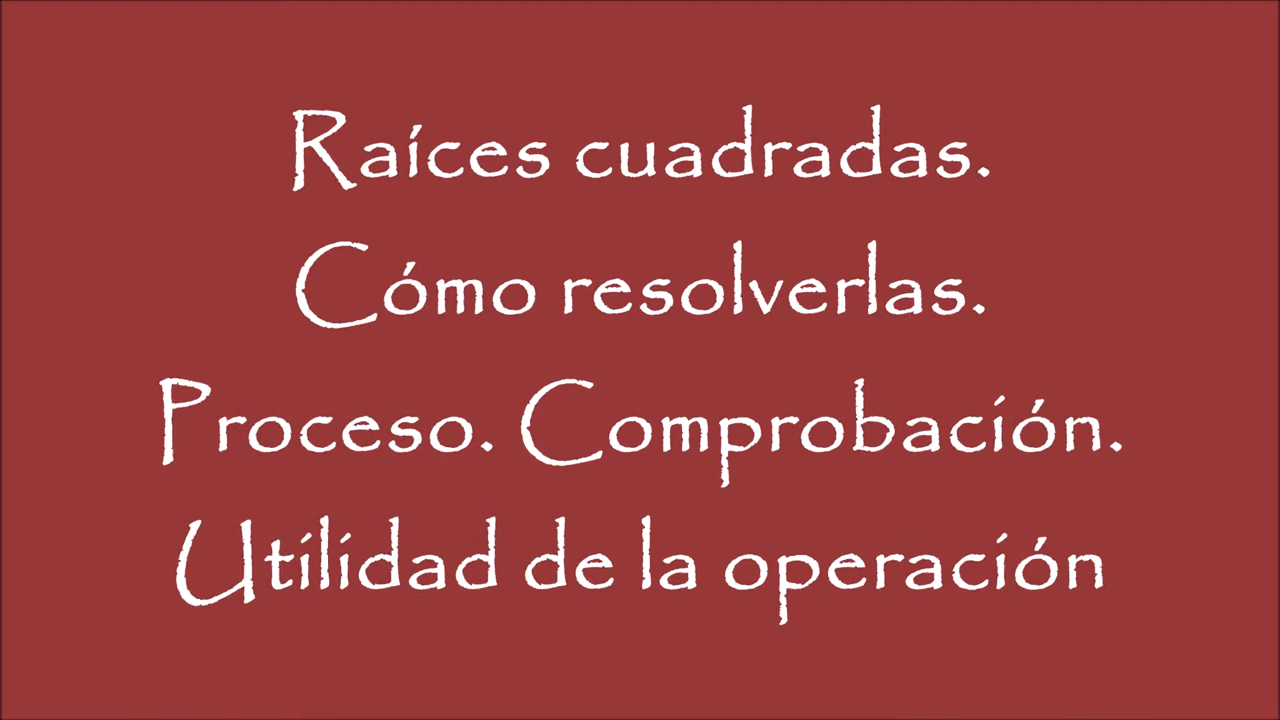 Raíces cuadradas.
Cómo resolverlas.
Proceso. Comprobación.
Utilidad de la operación